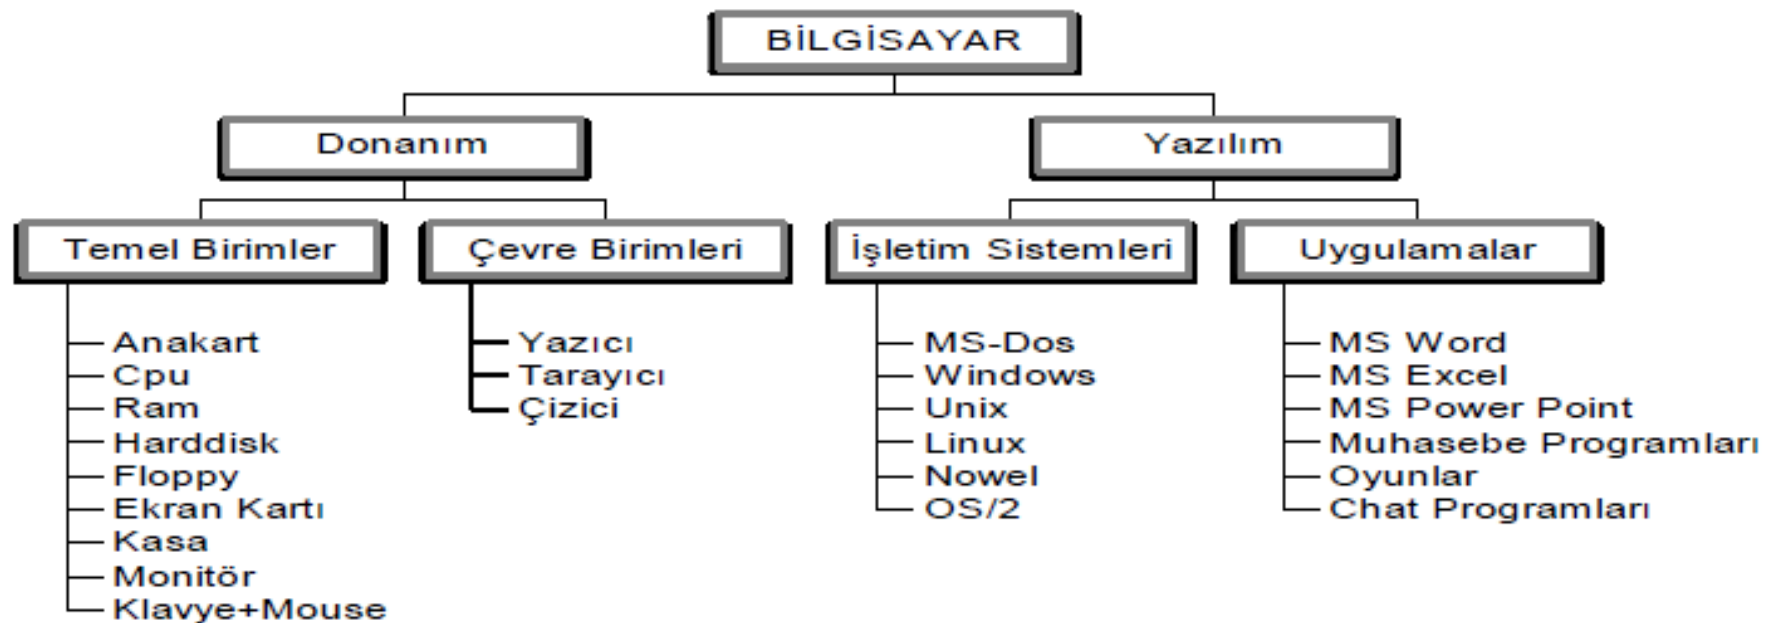 BİLGİSAYAR
Donanım
Yazılım
Temel Birimler
Çevre Birimleri
İşletim Sistemleri
Uygulamalar
Anakart
Cpu
Ram
Harddisk
Floppy
Ekran Kartı
Kasa
Monitör
Klavye+Mouse
Yazıcı
Tarayıcı
Çizici
MS-Dos
Windows
Unix
Linux
Nowel
OS/2
MS Word
MS Excel
MS Power Point
Muhasebe Programları
Oyunlar
Chat Programları